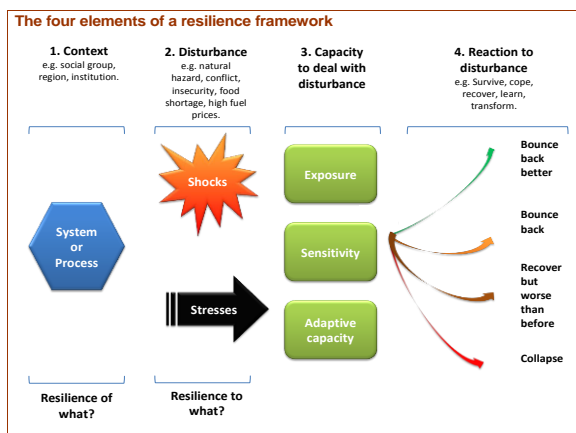 The four elements of a resilience framework
1. Context
e.g. social group,
region, institution.
2. Disturbance
e.g. natural
hazard, conflict,
insecurity, food
shortage, high fuel
prices.
3. Capacity
to deal with
disturbance
4. Reaction to
disturbance
e.g. Survive, cope,
recover, learn,
transform.
System
or
Process
Shocks
Stresses
Exposure
Sensitivity
Adaptive
capacity
Bounce
back
better
Bounce
back
Recover
but
worse
than
before
Collapse
Resilience of
what?
Resilience to
what?